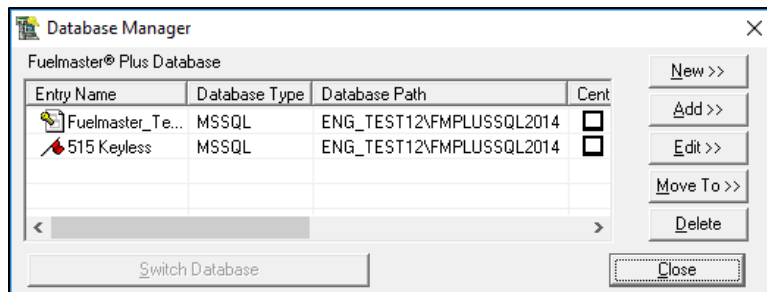 Database Manager
Fuelmaster® Plus Database
Entry Name Database Type Database Path Cent
Fuelmaster_Te... MSSQL ENG_TEST12\FMPLUSSQL2014
515 Keyless MSSQL ENG_TEST12\FMPLUSSQL2014
New >>
Add >>
Edit >>
Move To >>
Delete
Switch Database
Close